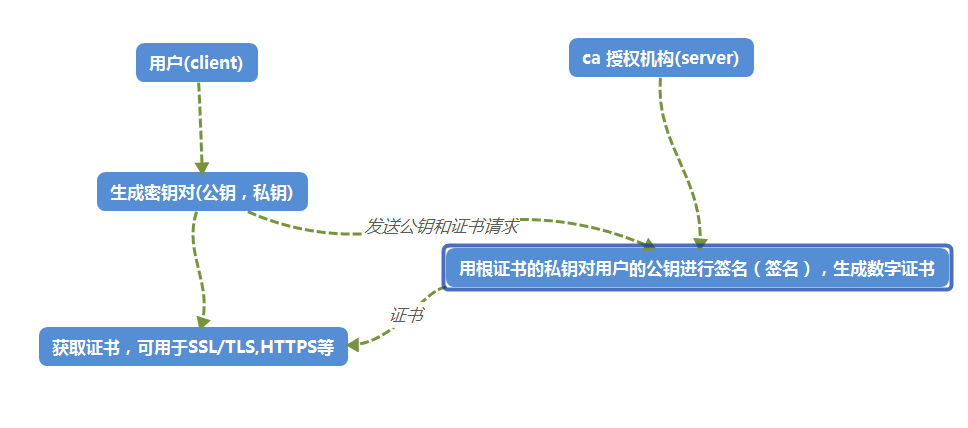 用户(client)
ca 授权机构(server)
生成密钥对(公钥，私钥)
发送公钥和证书请求
用根证书的私钥对用户的公钥进行签名（签名），生成数字证书
证书
获取证书，可用于SSL/TLS,HTTPS等